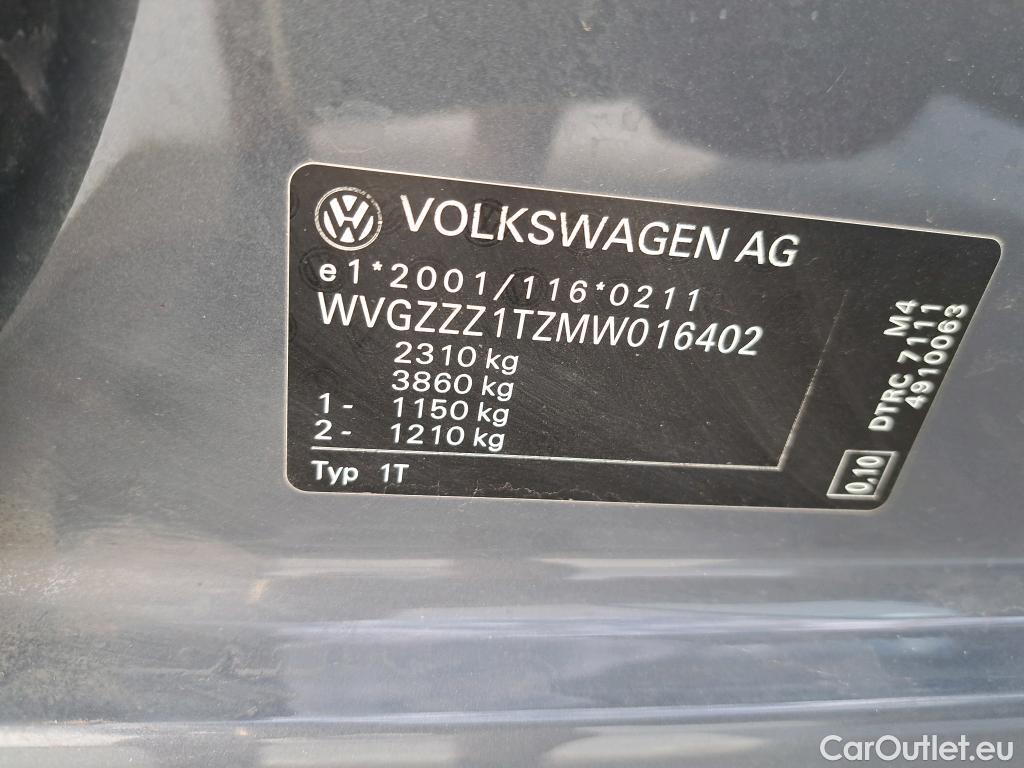 VOLKSWAGEN AG
e1*2001/116*0211
WVGZZZ1TZMW016402
2310 kg
3860 kg
1- 1150 kg
2- 1210 kg
Typ 1T
M4
DTRC 7111
4910063
0.10
CarOutlet.eu